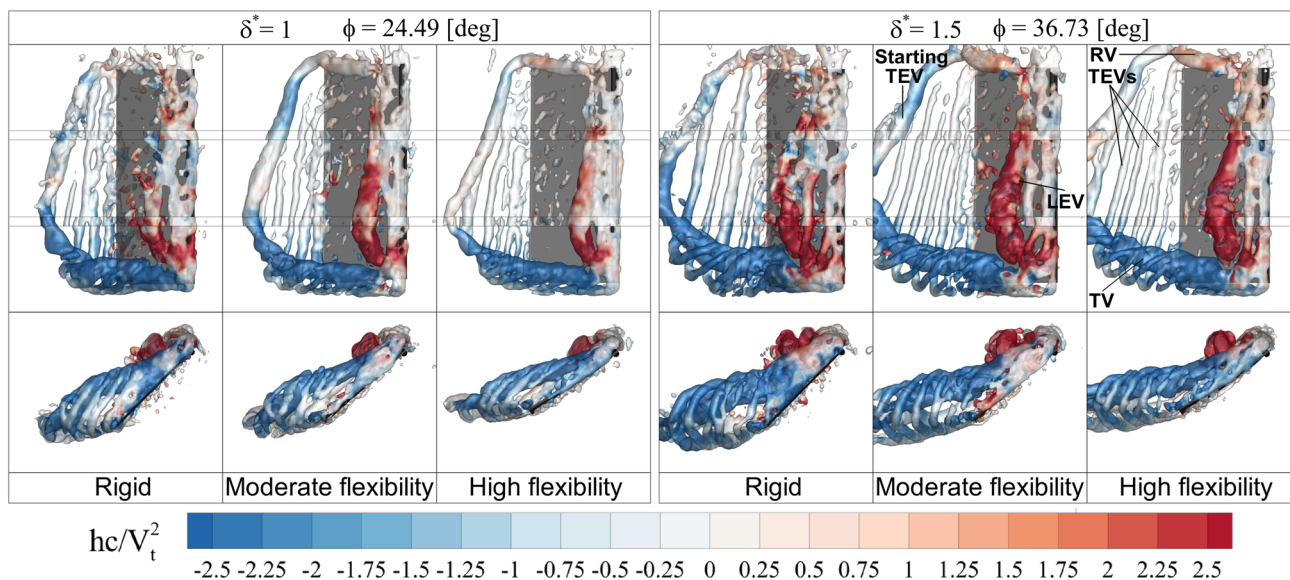 δ* = 1 ϕ = 24.49 [deg]
δ* = 1.5 ϕ = 36.73 [deg]
Starting
TEV
RV
TEVs
LEV
TV
Rigid
Moderate flexibility
High flexibility
Rigid
Moderate flexibility
High flexibility
hc/V_t^2
-2.5 -2.25 -2 -1.75 -1.5 -1.25 -1 -0.75 -0.5 -0.25 0 0.25 0.5 0.75 1 1.25 1.5 1.75 2 2.25 2.5